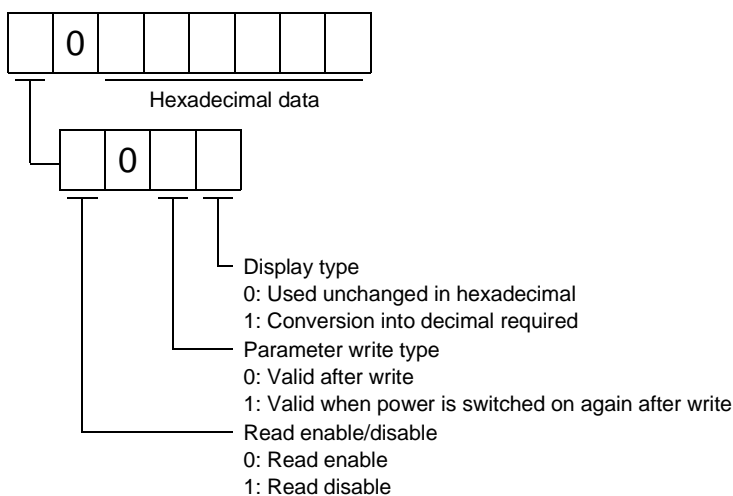 0
Hexadecimal data
0
Display type
0: Used unchanged in hexadecimal
1: Conversion into decimal required
Parameter write type
0: Valid after write
1: Valid when power is switched on again after write
Read enable/disable
0: Read enable
1: Read disable